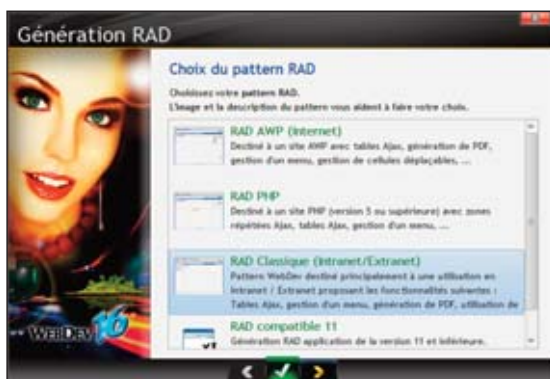 Génération RAD
Choix du pattern RAD
Choisissez votre pattern RAD.
L'image et la description du pattern vous aident à faire votre choix.
RAD AWP (Internet)
Destiné à un site AWP avec tables Ajax, génération de PDF,
gestion d'un menu, gestion de cellules déplaçables, ...
RAD PHP
Destiné à un site PHP (version 5 ou supérieure) avec zones
répétées Ajax, tables Ajax, gestion d'un menu, ...
RAD Classique (Intranet/Extranet)
Pattern WebDev destiné principalement à une utilisation en
Intranet / Extranet proposant les fonctionnalités suivantes :
Tables Ajax, gestion d'un menu, génération de PDF, utilisation de
RAD compatible 11
Génération RAD application de la version 11 et inférieure.
WEBDEV 16